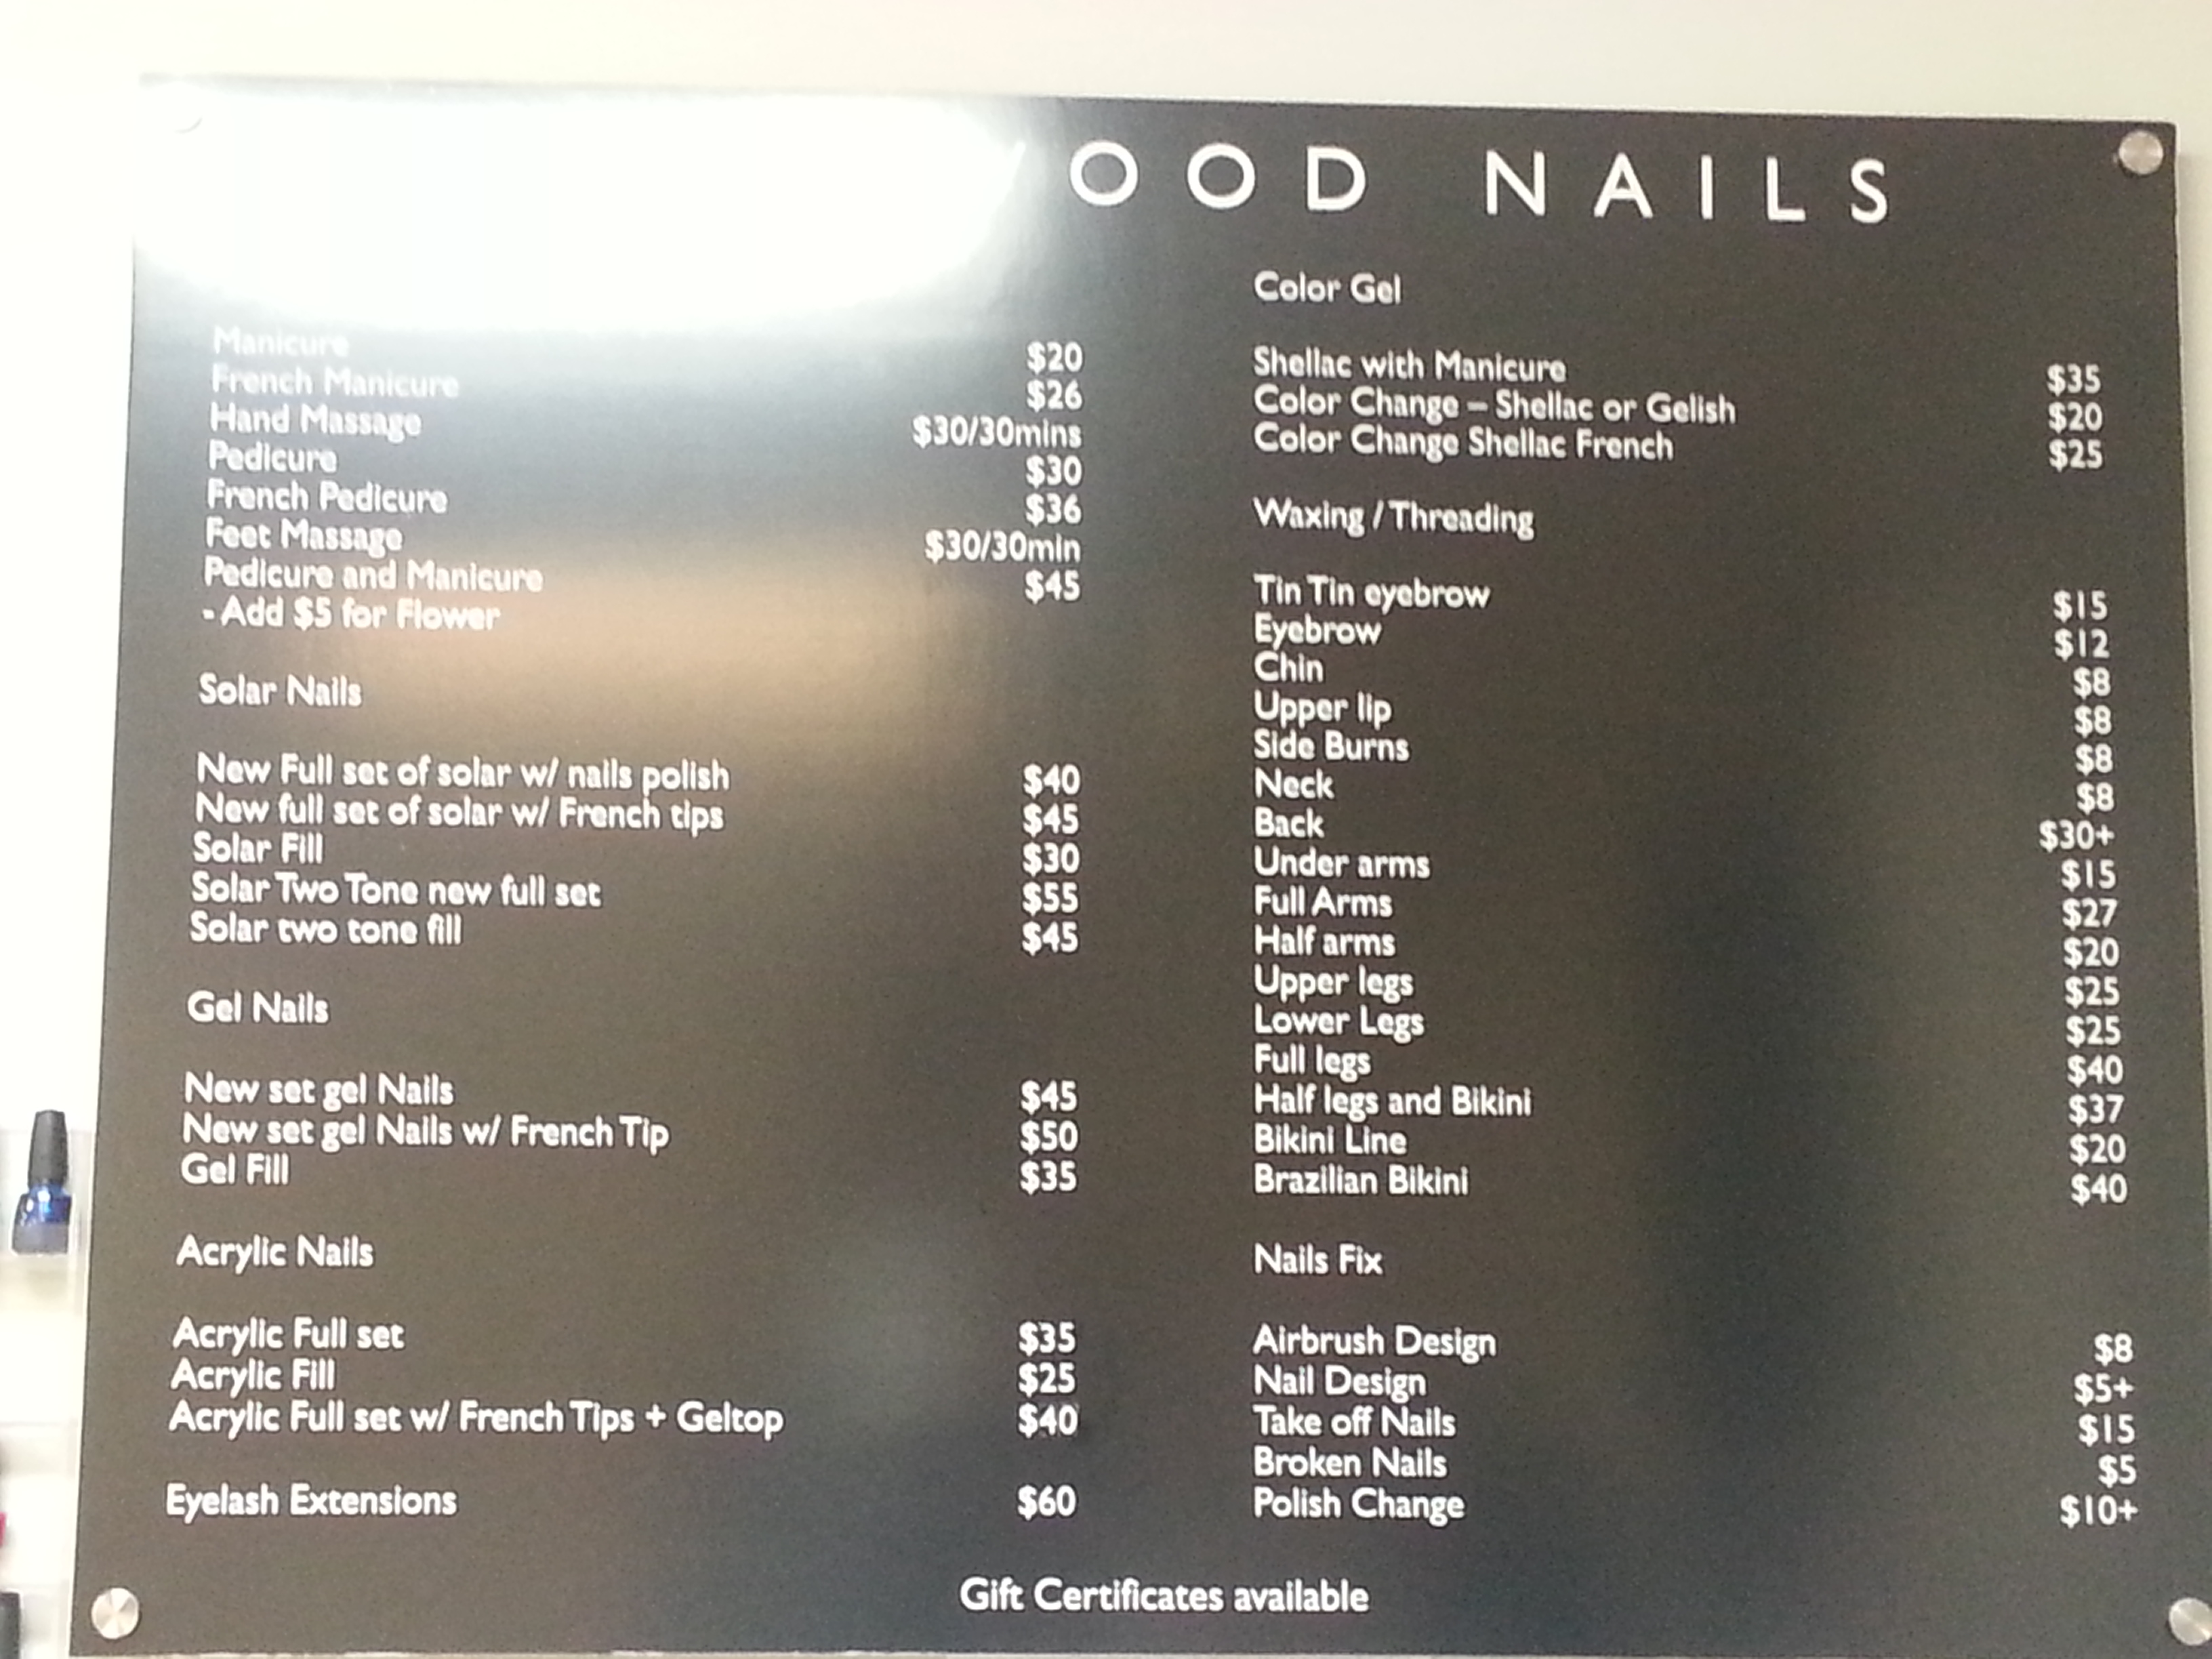 OOD NAILS
Manicure $20
French Manicure $26
Hand Massage $30/30mins
Pedicure $30
French Pedicure $36
Feet Massage $30/30min
Pedicure and Manicure $45
- Add $5 for Flower
Solar Nails
New Full set of solar w/ nails polish $40
New full set of solar w/ French tips $45
Solar Fill $30
Solar Two Tone new full set $55
Solar two tone fill $45
Gel Nails
New set gel Nails $45
New set gel Nails w/ French Tip $50
Gel Fill $35
Acrylic Nails
Acrylic Full set $35
Acrylic Fill $25
Acrylic Full set w/ French Tips + Geltop $40
Eyelash Extensions $60
Color Gel
Shellac with Manicure $35
Color Change – Shellac or Gelish $20
Color Change Shellac French $25
Waxing / Threading
Tin Tin eyebrow $15
Eyebrow $12
Chin $8
Upper lip $8
Side Burns $8
Neck $8
Back $30+
Under arms $15
Full Arms $27
Half arms $20
Upper legs $25
Lower Legs $25
Full legs $40
Half legs and Bikini $37
Bikini Line $20
Brazilian Bikini $40
Nails Fix
Airbrush Design $8
Nail Design $5+
Take off Nails $15
Broken Nails $5
Polish Change $10+
Gift Certificates available